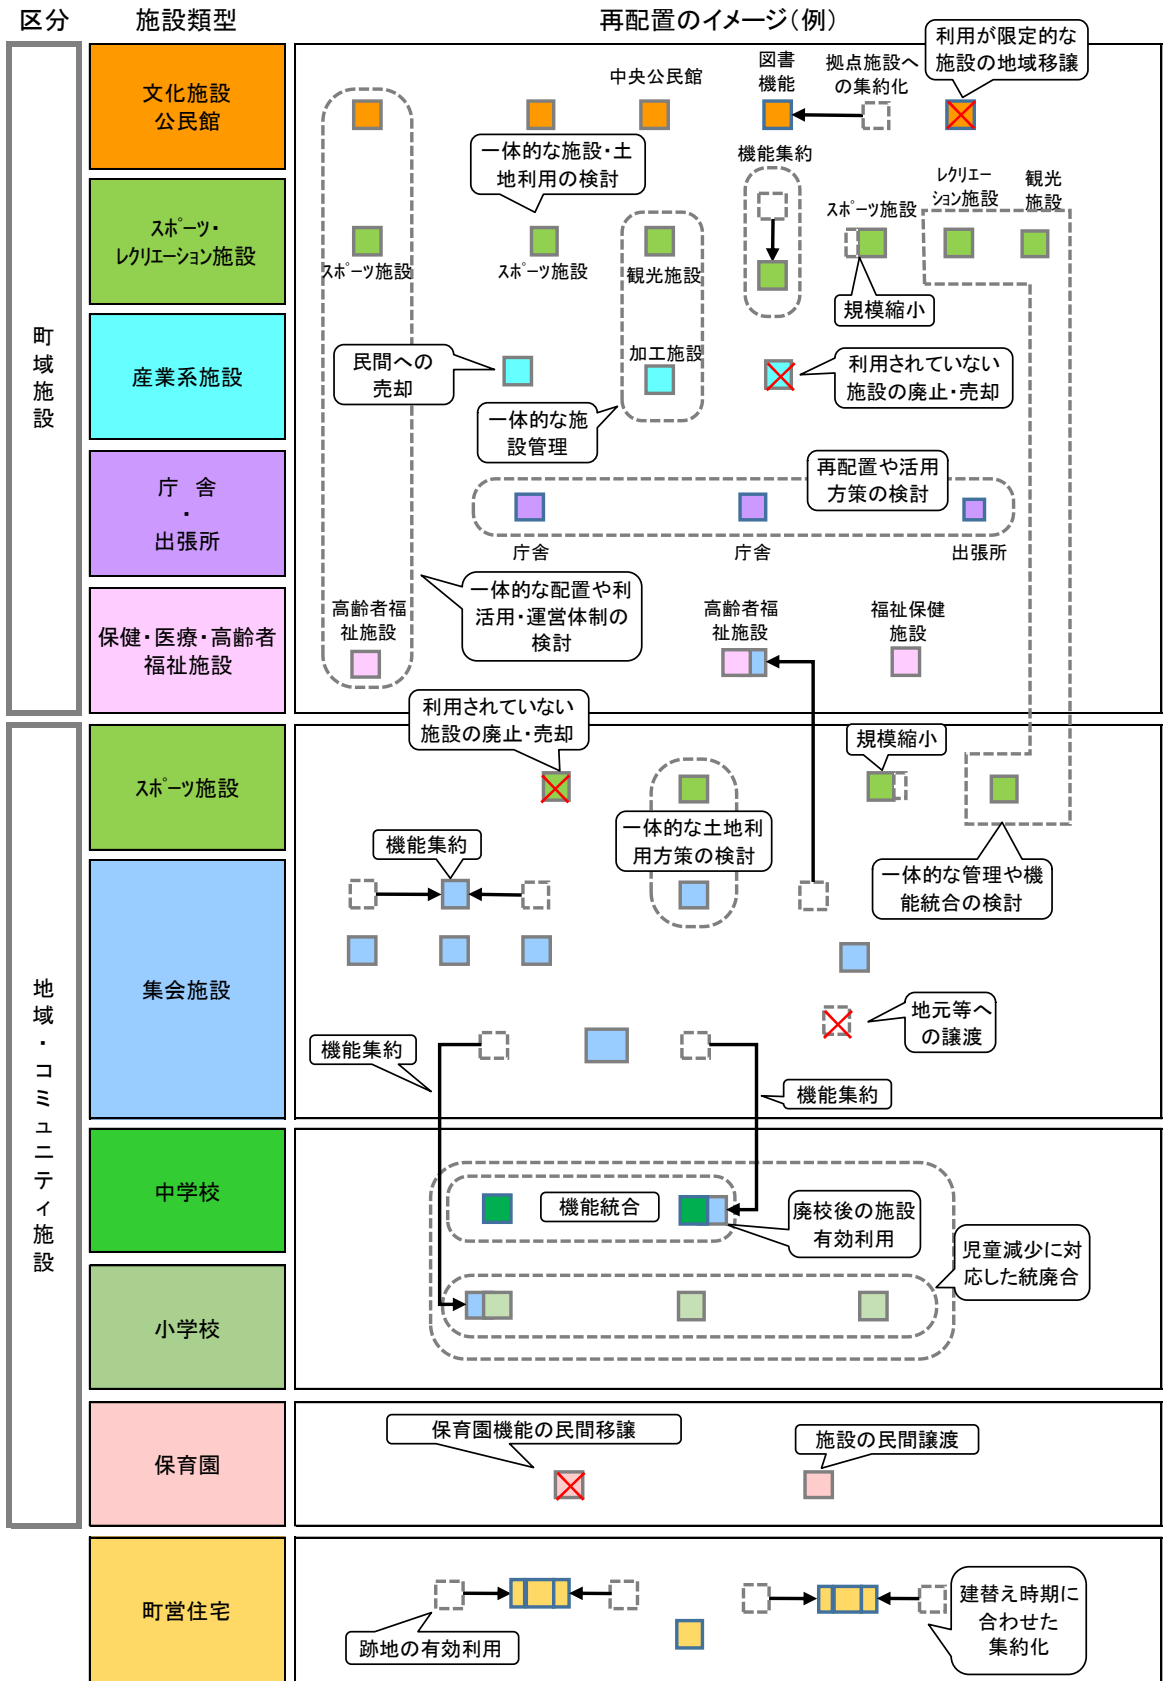 区分
施設類型
再配置のイメージ(例)
町域施設
文化施設
公民館
中央公民館
図書
機能
拠点施設へ
の集約化
利用が限定的な
施設の地域移譲
一体的な施設・土
地利用の検討
機能集約
スポーツ・
レクリエーション施設
スポーツ施設
スポーツ施設
観光施設
スポーツ施設
規模縮小
レクリエー
ション施設
観光
施設
産業系施設
民間への
売却
加工施設
一体的な施
設管理
利用されていない
施設の廃止・売却
庁 舎
・
出張所
再配置や活用
方策の検討
庁舎
庁舎
出張所
一体的な配置や利
活用・運営体制の
検討
保健・医療・高齢者
福祉施設
高齢者福
祉施設
高齢者福
祉施設
福祉保健
施設
地域・コミュニティ施設
スポーツ施設
利用されていない
施設の廃止・売却
規模縮小
一体的な土地利
用方策の検討
一体的な管理や機
能統合の検討
集会施設
機能集約
地元等へ
の譲渡
機能集約
機能集約
中学校
機能統合
廃校後の施設
有効利用
児童減少に対
応した統廃合
小学校
保育園
保育園機能の民間移譲
施設の民間譲渡
町営住宅
跡地の有効利用
建替え時期に
合わせた
集約化